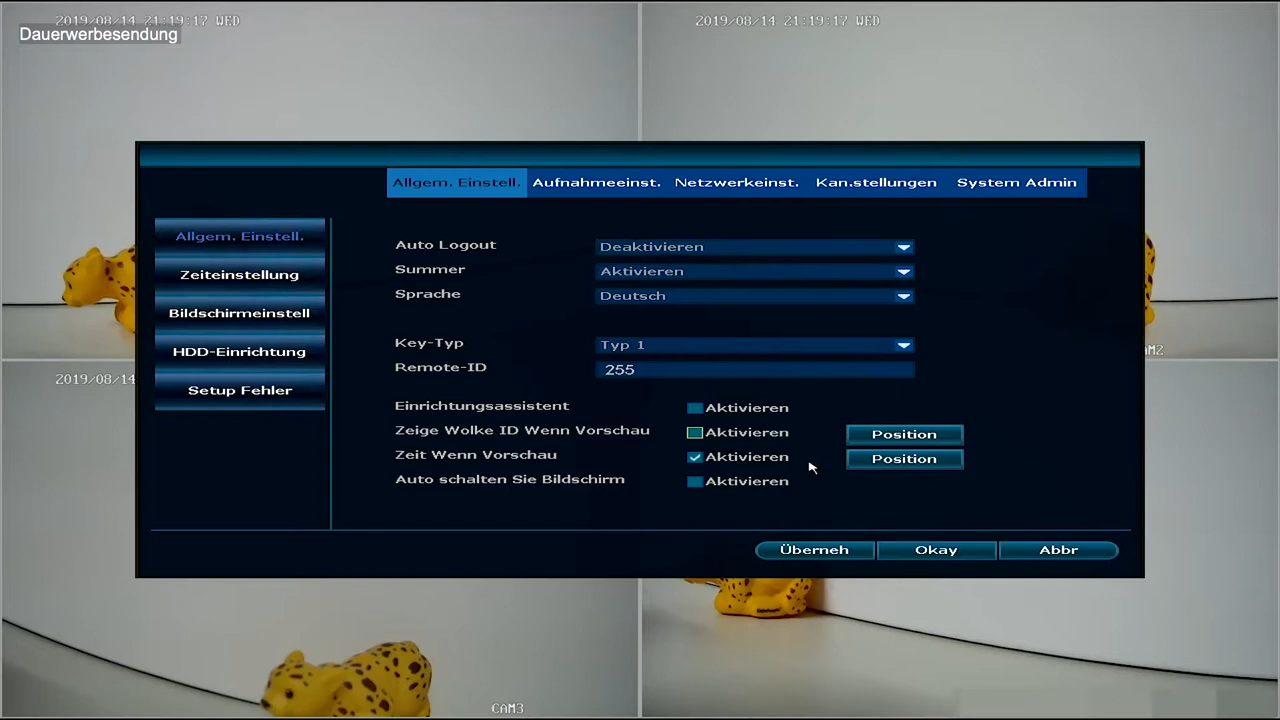 2019/08/14 21:19:17 WED
2019/08/14 21:19:17 WED
Dauerwerbesendung
Allgem. Einstell. Aufnahmeeinst. Netzwerkeinst. Kan.stellungen System Admin
Allgem. Einstell.
Zeiteinstellung
Bildschirmeinstell
HDD-Einrichtung
Setup Fehler
Auto Logout Deaktivieren
Summer Aktivieren
Sprache Deutsch
Key-Typ Typ 1
Remote-ID 255
Einrichtungsassistent Aktivieren
Zeige Wolke ID Wenn Vorschau Aktivieren Position
Zeit Wenn Vorschau Aktivieren Position
Auto schalten Sie Bildschirm Aktivieren
Überneh Okay Abbr
2019/08/14
CAM3